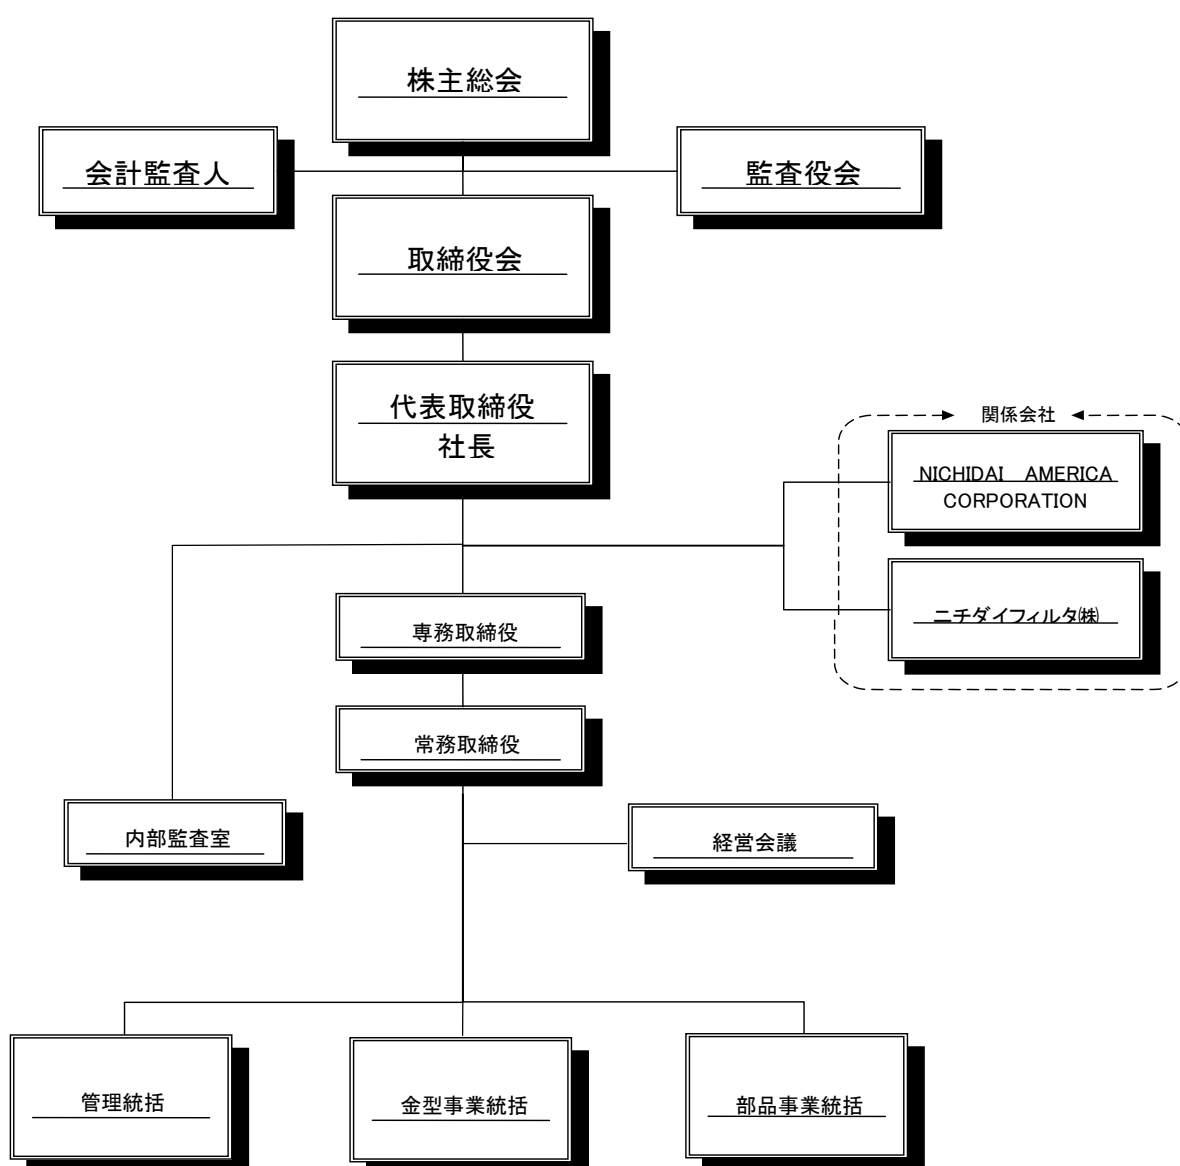 株主総会
会計監査人
監査役会
取締役会
代表取締役
社長
関係会社
NICHIDAI AMERICA
CORPORATION
ニチダイフィルタ㈱
専務取締役
常務取締役
内部監査室
経営会議
管理統括
金型事業統括
部品事業統括